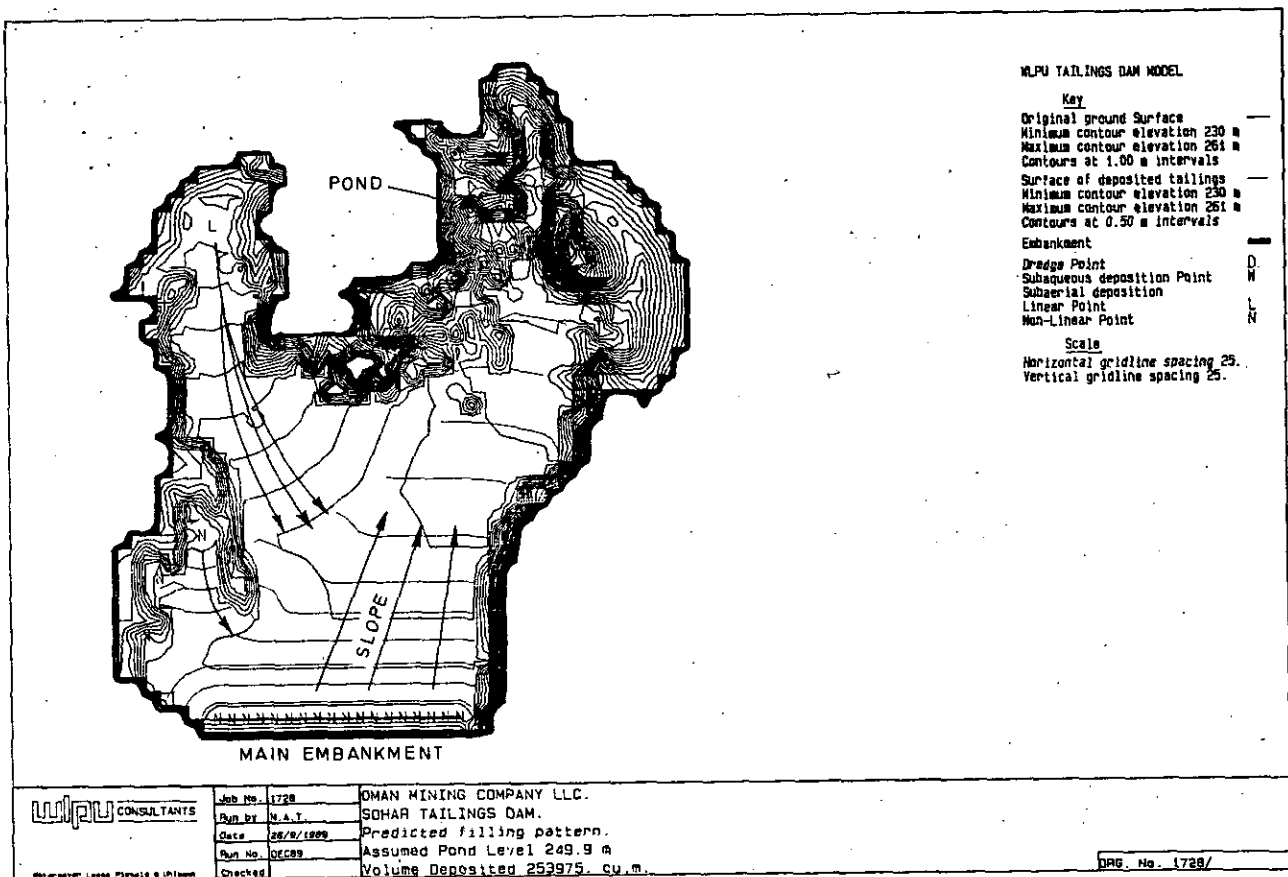 WLPU TAILINGS DAM MODEL
Key
Original ground Surface
Minimum contour elevation 230 m
Maximum contour elevation 261 m
Contours at 1.00 m intervals
Surface of deposited tailings
Minimum contour elevation 230 m
Maximum contour elevation 261 m
Contours at 0.50 m intervals
Embankment
Dredge Point D
Subaqueous deposition Point W
Subaerial deposition
Linear Point L
Non-Linear Point N
Scale
Horizontal gridline spacing 25.
Vertical gridline spacing 25.
POND
L
N
SLOPE
N N N N N N N N N N N N N N N N N N
MAIN EMBANKMENT
wlpu CONSULTANTS
Job No. 1728
Run by N.A.T.
Date 26/9/1989
Run No. DEC89
Checked
OMAN MINING COMPANY LLC.
SOHAR TAILINGS DAM.
Predicted filling pattern.
Assumed Pond Level 249.9 m
Volume Deposited 253975. cu.m.
DRG. No. 1728/